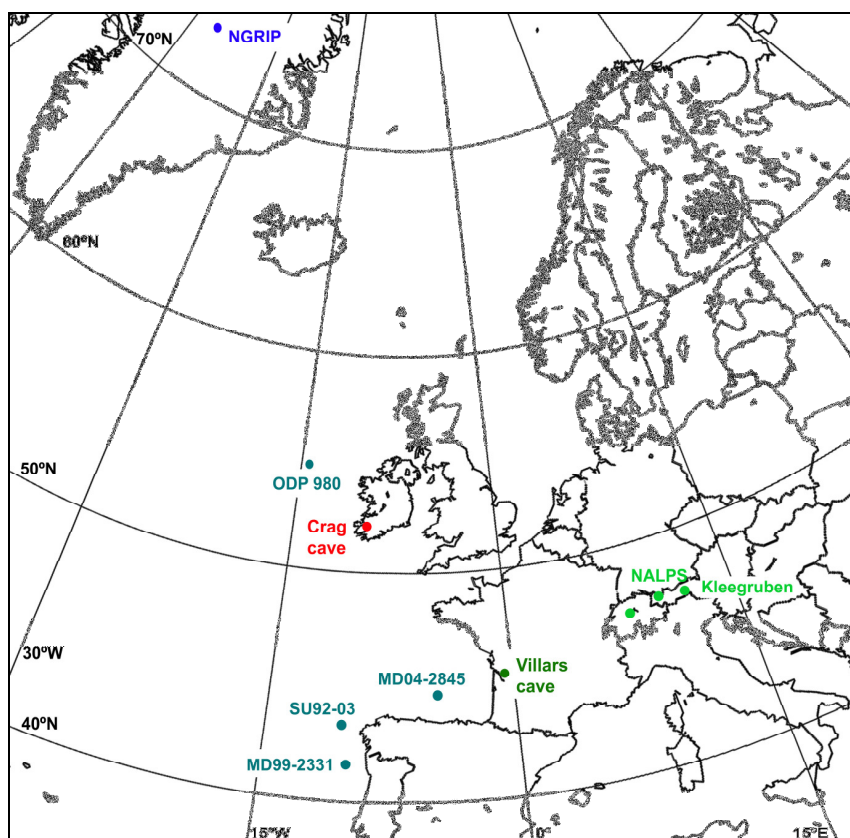 70ºN
NGRIP
60ºN
50ºN
ODP 980
Crag
cave
NALPS
Kleegruben
30ºW
Villars
cave
MD04-2845
SU92-03
40ºN
MD99-2331
15ºW
0º
15ºE